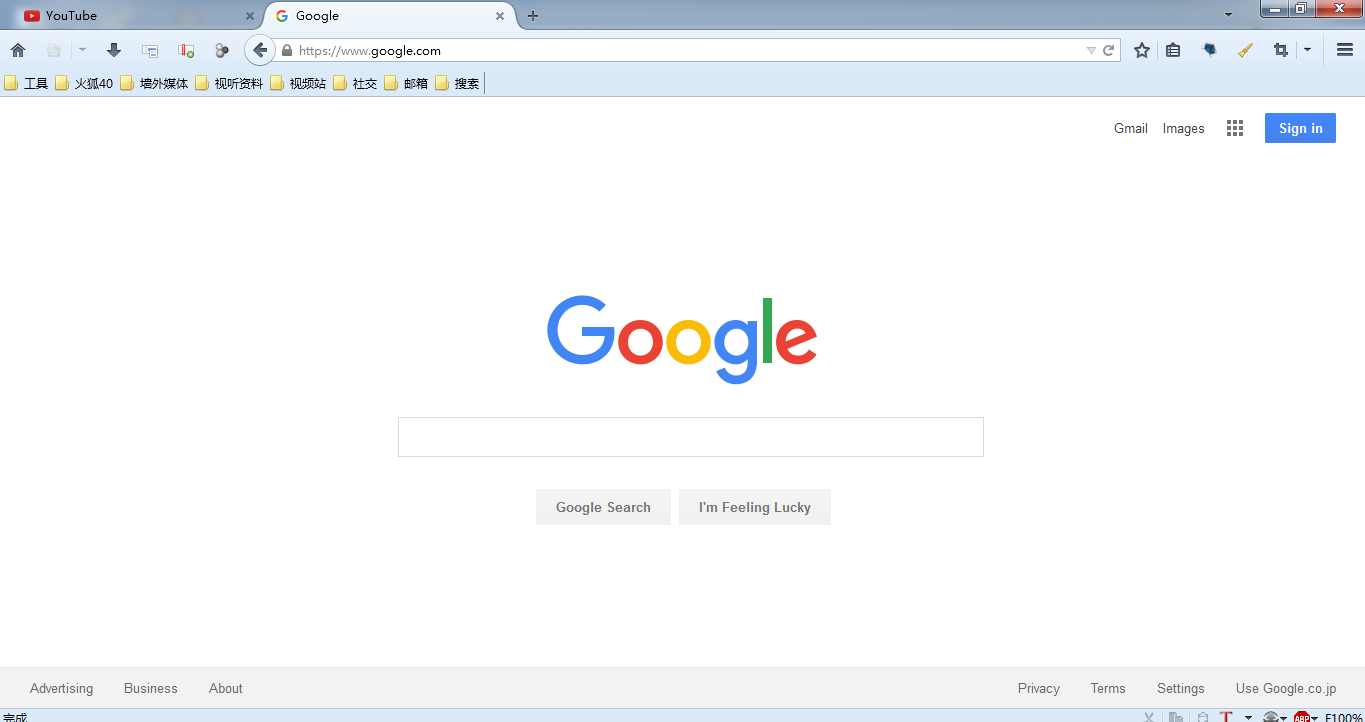 YouTube Google
https://www.google.com
工具 火狐40 墙外媒体 视听资料 视频站 社交 邮箱 搜索
Gmail Images Sign in
Google
Google Search I'm Feeling Lucky
Advertising Business About Privacy Terms Settings Use Google.co.jp
完成 T ABP F100%